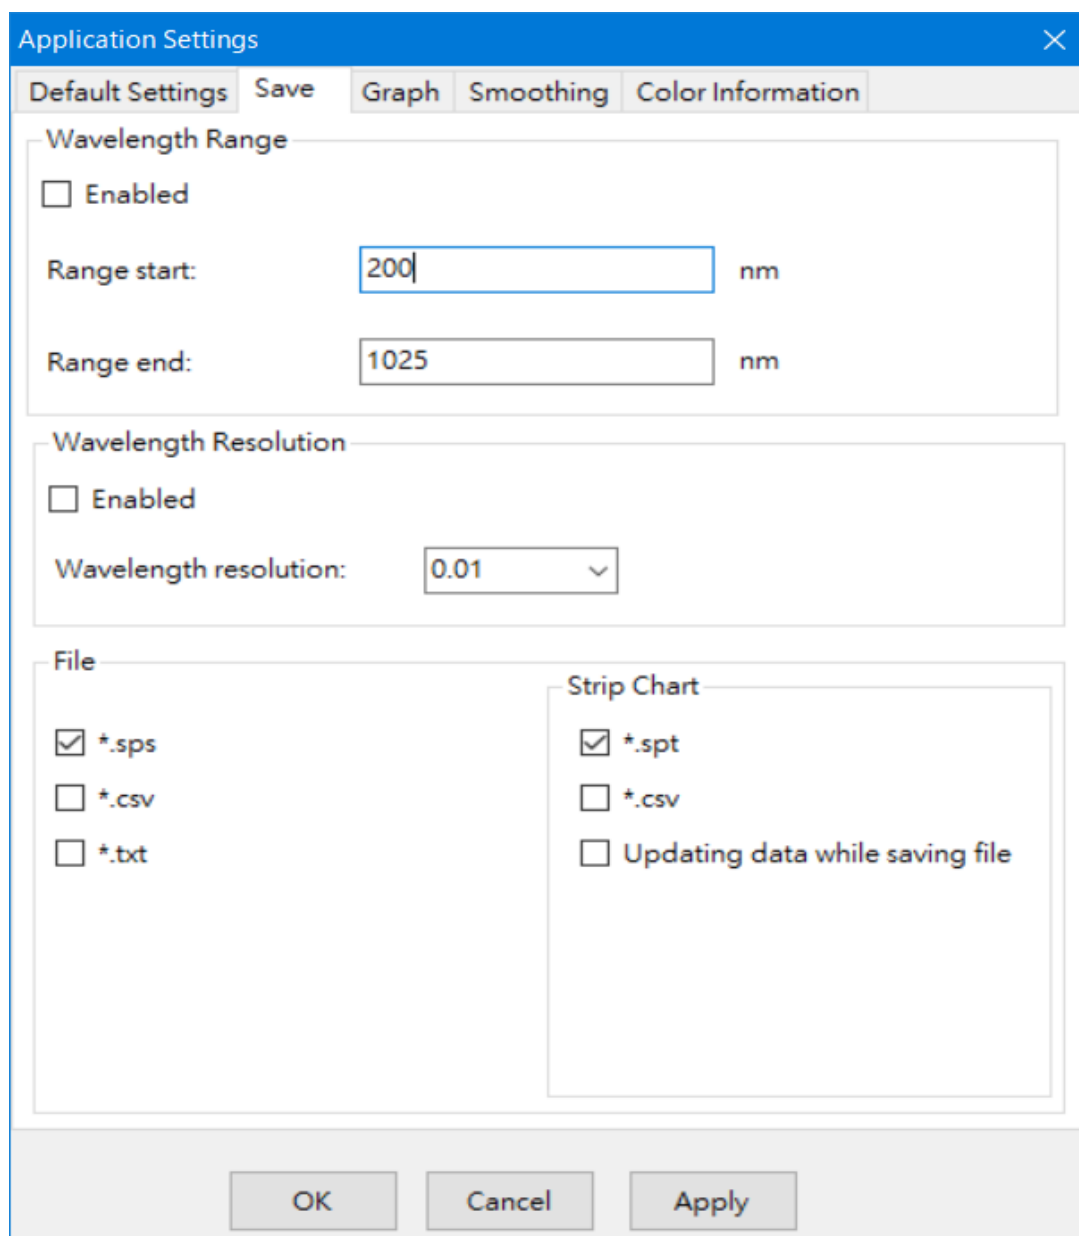 Application Settings
Default Settings Save Graph Smoothing Color Information
Wavelength Range
Enabled
Range start: 200 nm
Range end: 1025 nm
Wavelength Resolution
Enabled
Wavelength resolution: 0.01
File
Strip Chart
*.sps
*.csv
*.txt
*.spt
*.csv
Updating data while saving file
OK Cancel Apply